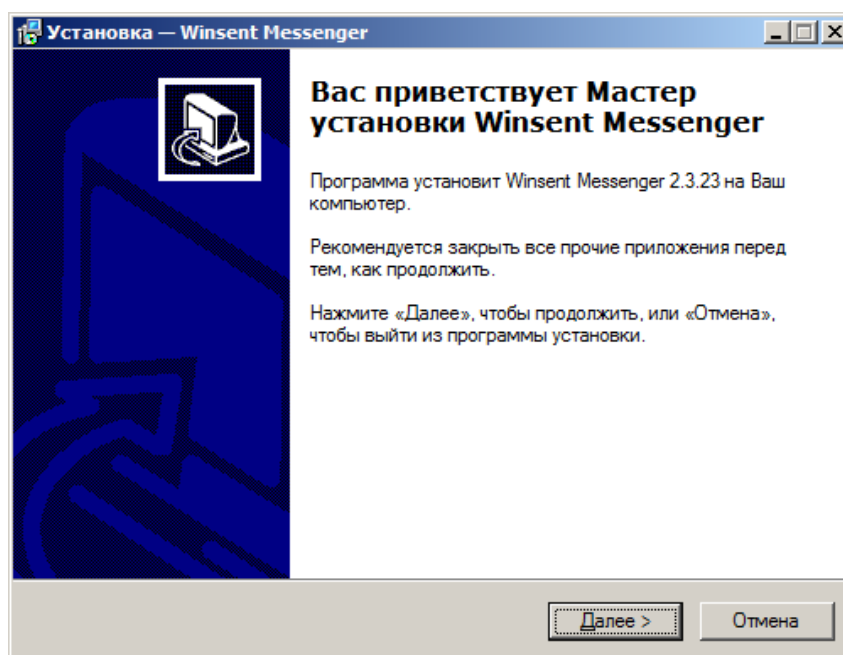 Установка — Winsent Messenger
Вас приветствует Мастер
установки Winsent Messenger
Программа установит Winsent Messenger 2.3.23 на Ваш
компьютер.
Рекомендуется закрыть все прочие приложения перед
тем, как продолжить.
Нажмите «Далее», чтобы продолжить, или «Отмена»,
чтобы выйти из программы установки.
Далее >
Отмена